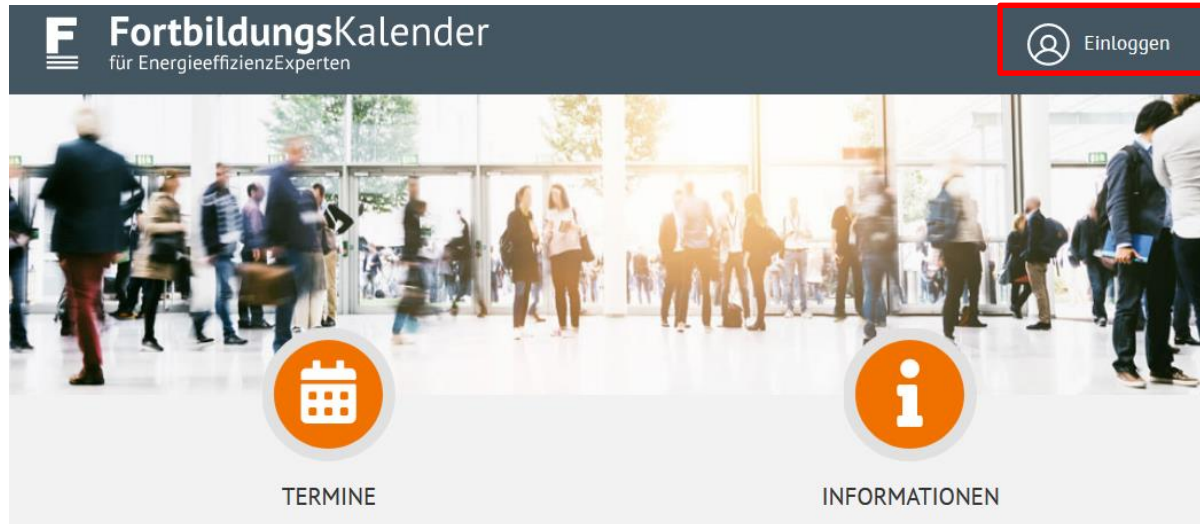 FortbildungsKalender
für EnergieeffizienzExperten
Einloggen
TERMINE
INFORMATIONEN